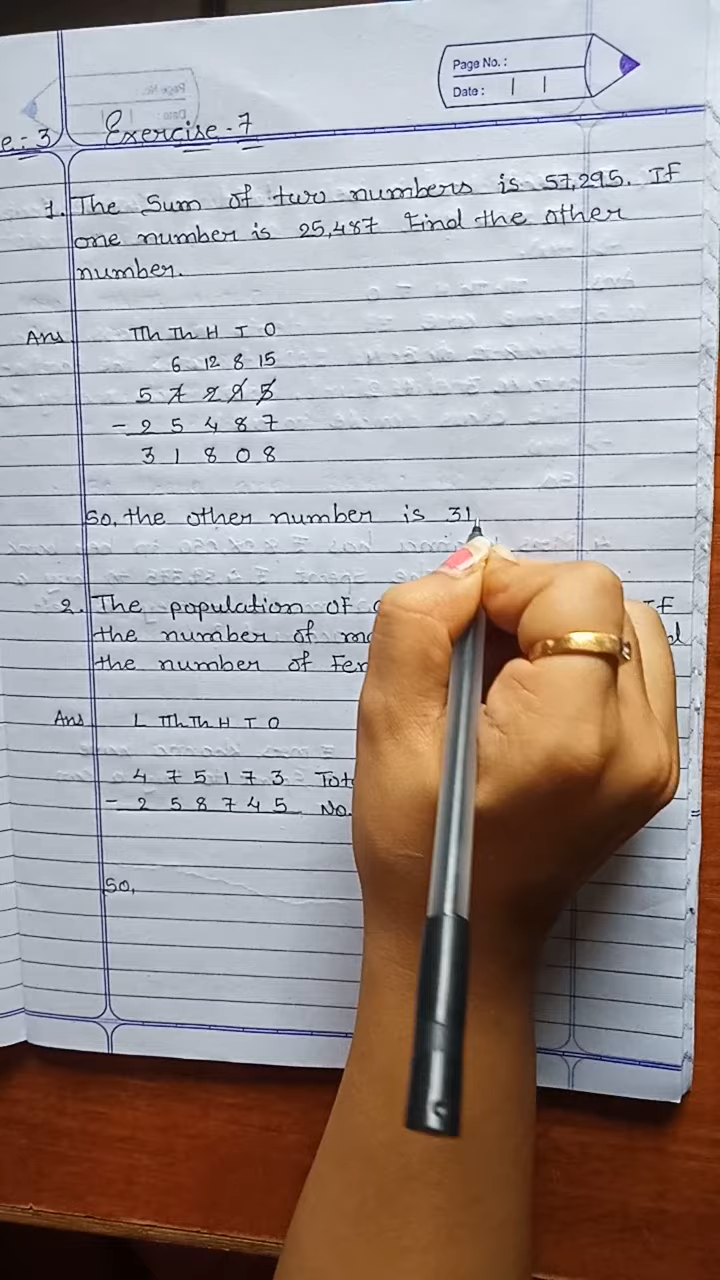 Page No. :
Date :
e-3
Exercise-7
1. The Sum of two numbers is 57,295. If
one number is 25,487 Find the other
number.
Ans TTh Th H T O
6 12 8 15
5 7 2 9 5
- 2 5 4 8 7
3 1 8 0 8
So, the other number is 31,
2. The population of If
the number of
the number of
Ans L TTh Th H T O
4 7 5 1 7 3
- 2 5 8 7 4 5 No.
So,